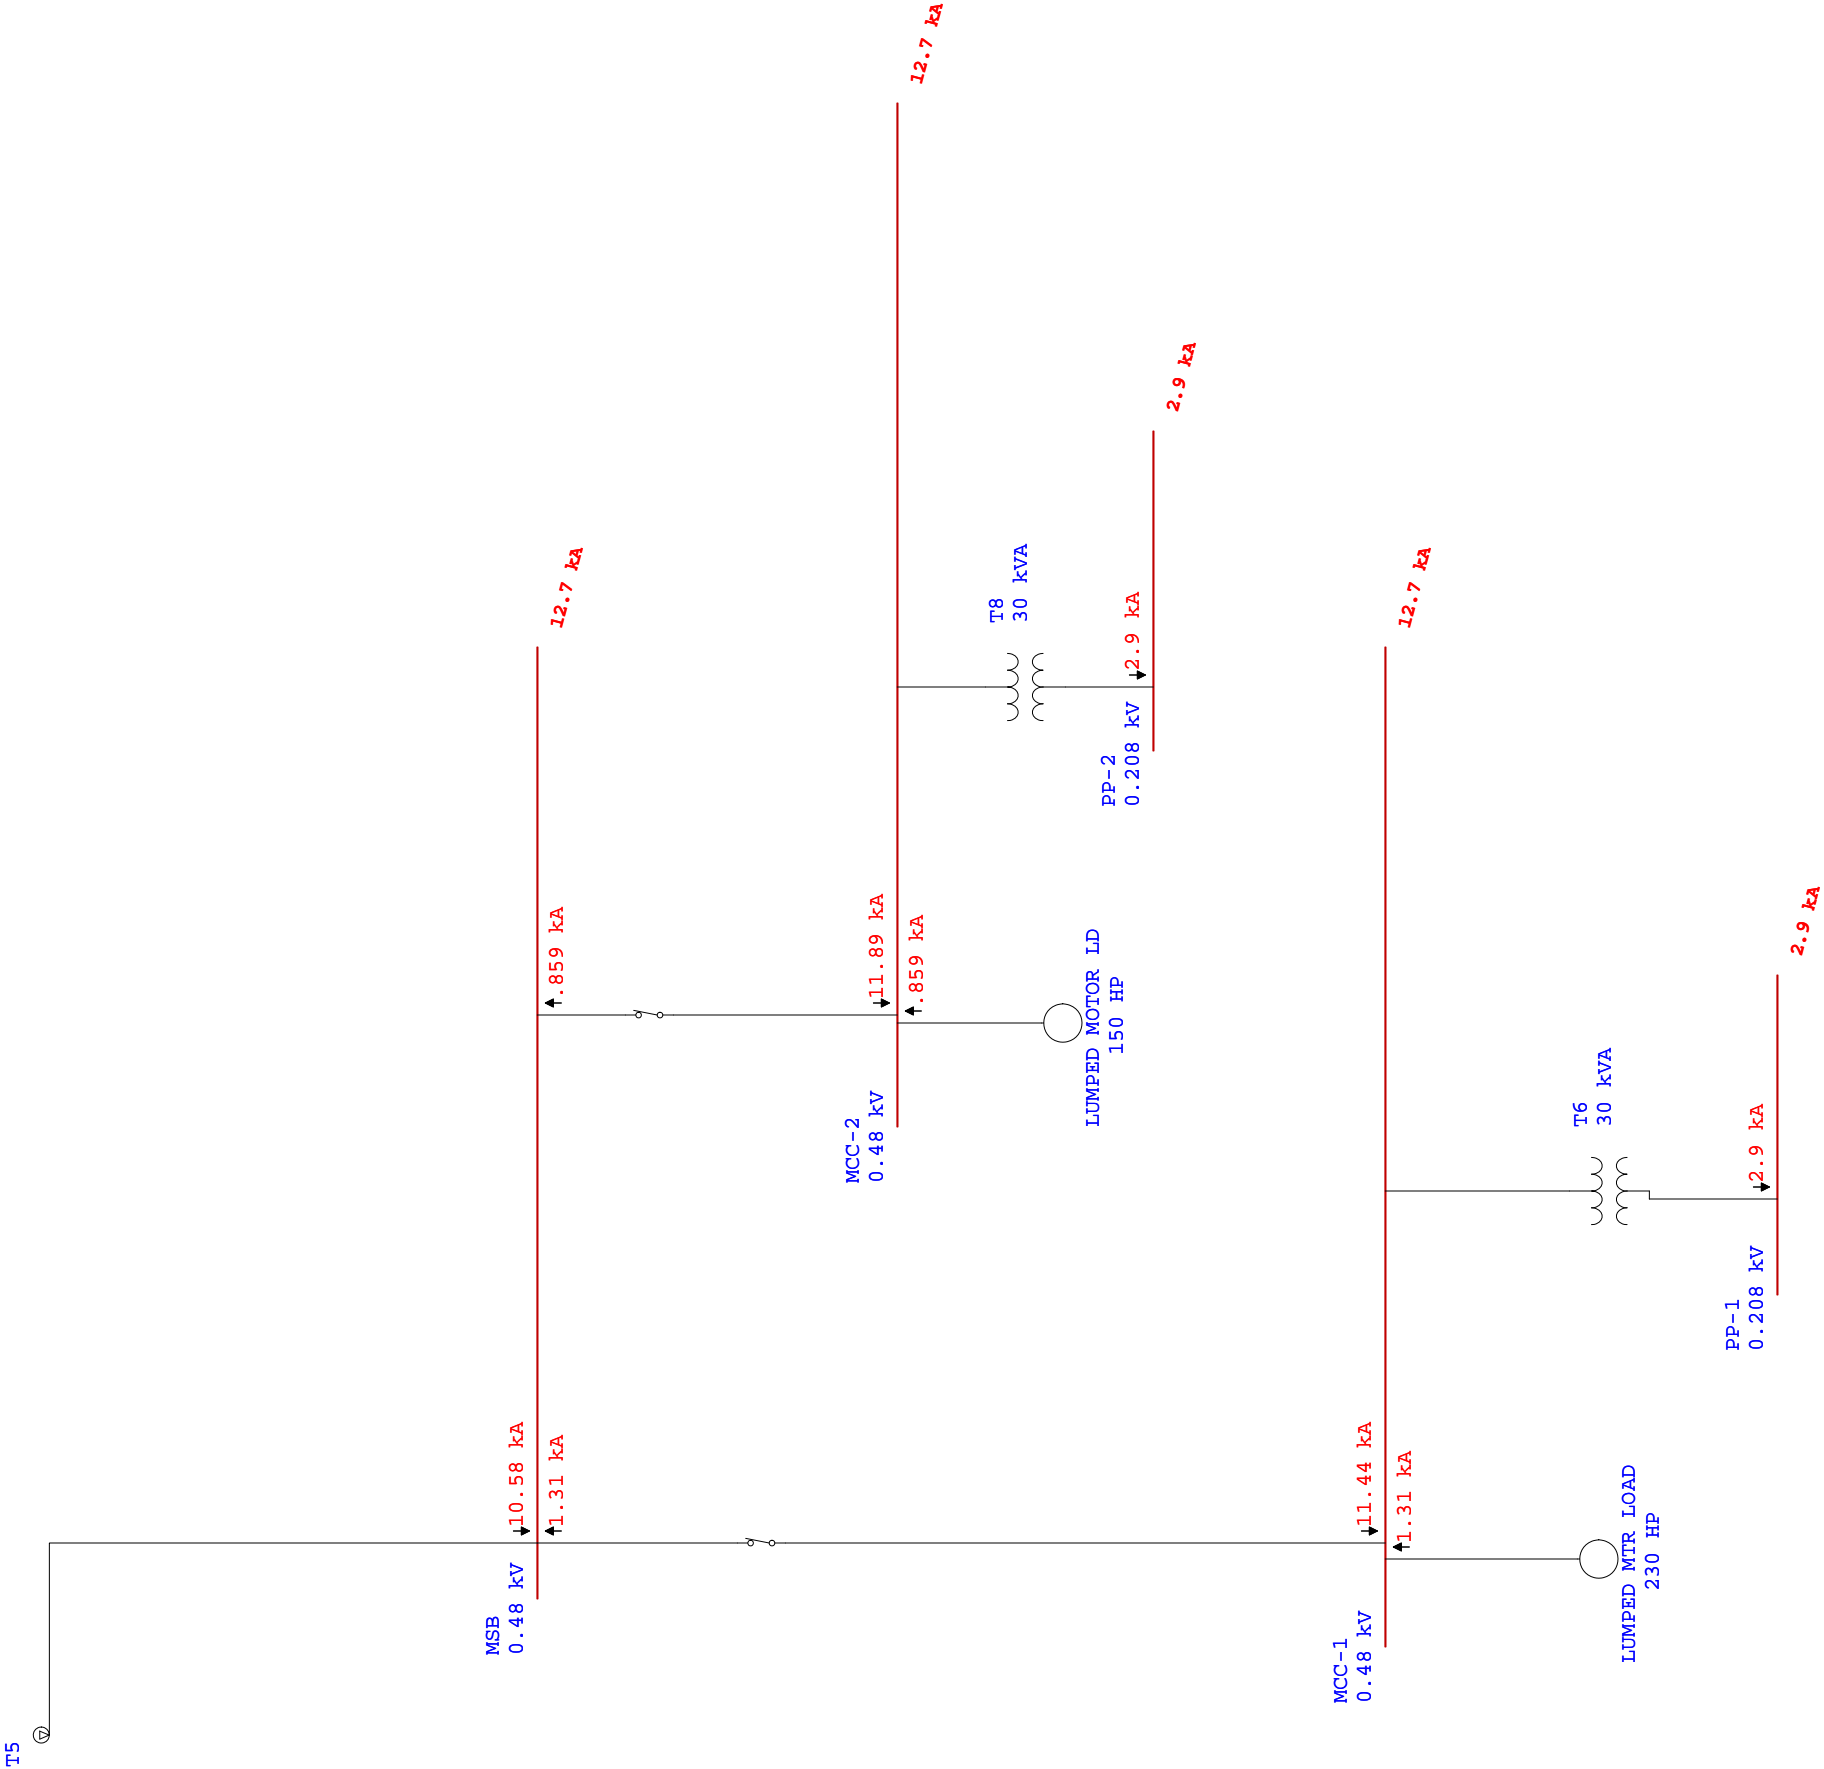 T5
MSB
0.48 kV
10.58 kA
1.31 kA
.859 kA
12.7 kA
MCC-2
0.48 kV
11.89 kA
.859 kA
12.7 kA
LUMPED MOTOR LD
150 HP
T8
30 kVA
PP-2
0.208 kV
2.9 kA
2.9 kA
MCC-1
0.48 kV
11.44 kA
1.31 kA
12.7 kA
LUMPED MTR LOAD
230 HP
T6
30 kVA
PP-1
0.208 kV
2.9 kA
2.9 kA